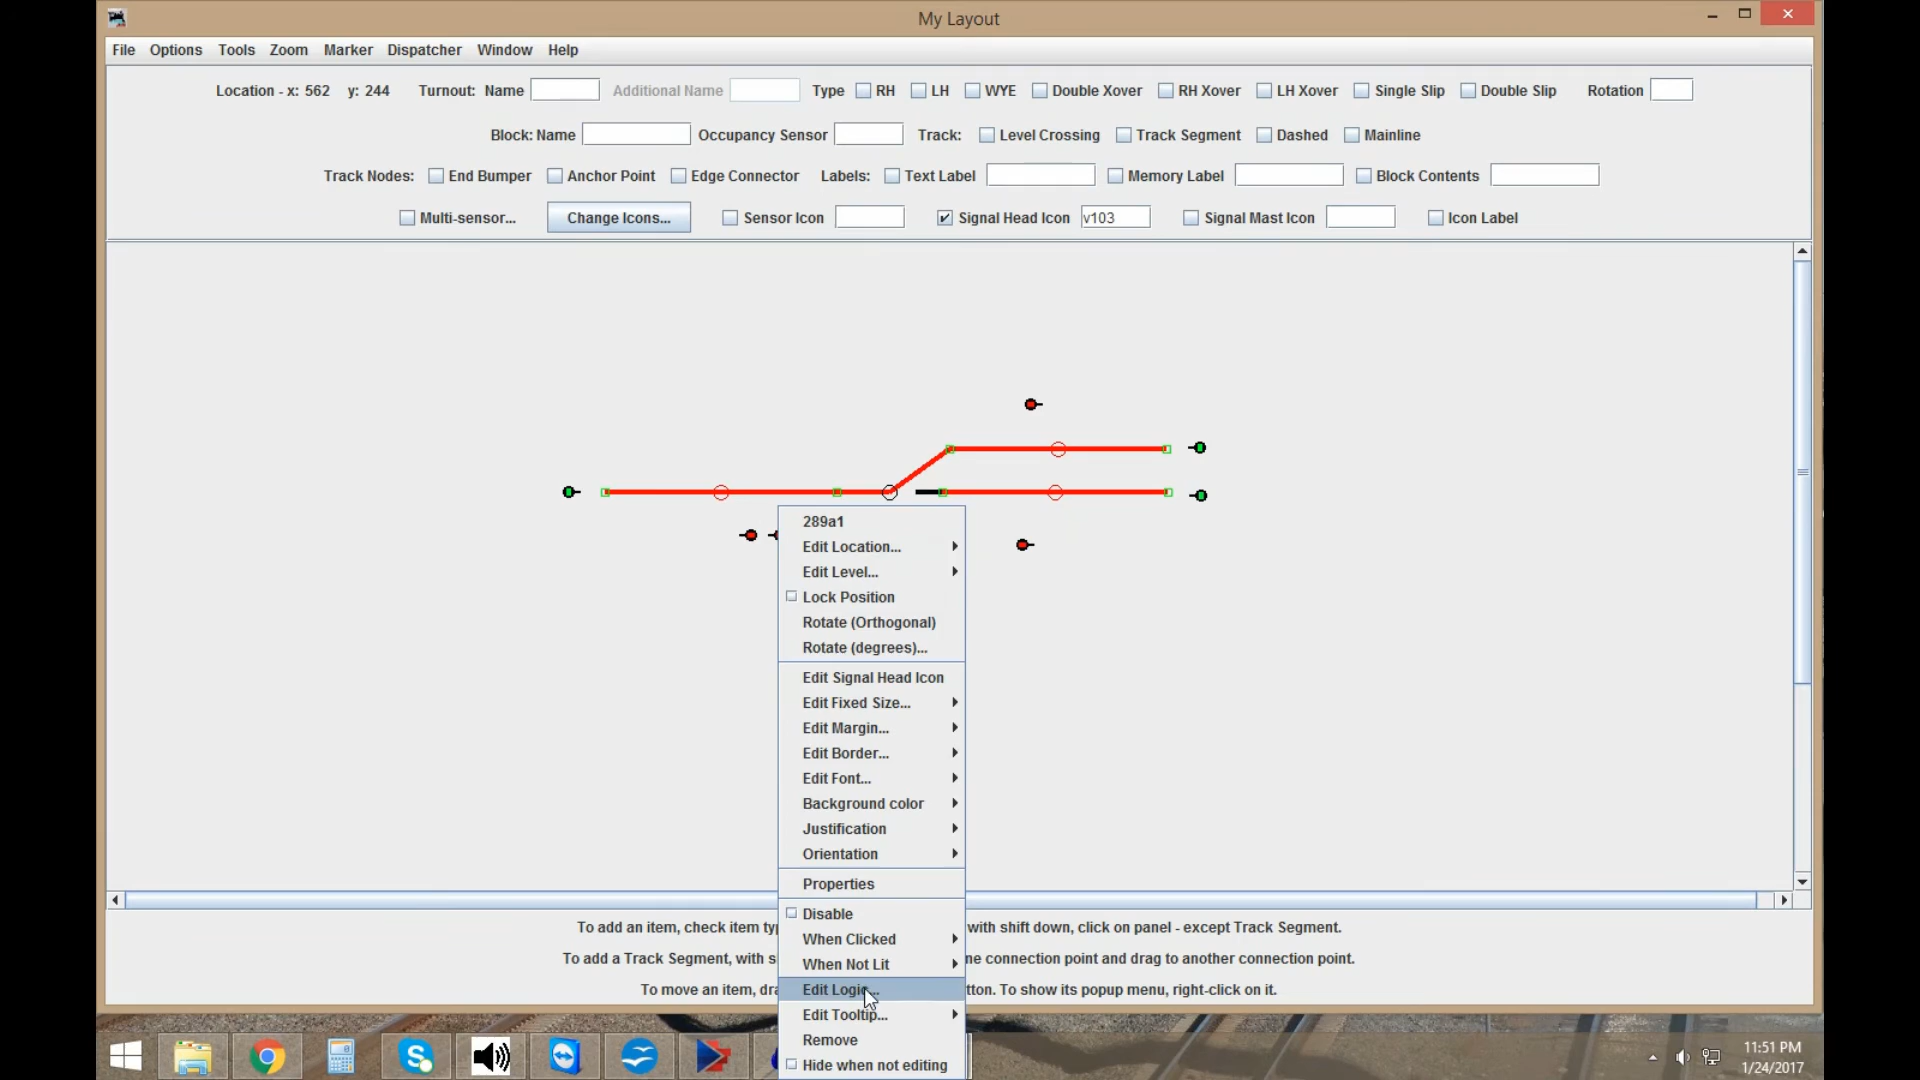 My Layout
File Options Tools Zoom Marker Dispatcher Window Help
Location - x: 562 y: 244 Turnout: Name Additional Name Type RH LH WYE Double Xover RH Xover LH Xover Single Slip Double Slip Rotation
Block: Name Occupancy Sensor Track: Level Crossing Track Segment Dashed Mainline
Track Nodes: End Bumper Anchor Point Edge Connector Labels: Text Label Memory Label Block Contents
Multi-sensor... Change Icons... Sensor Icon Signal Head Icon v103 Signal Mast Icon Icon Label
289a1
Edit Location...
Edit Level...
Lock Position
Rotate (Orthogonal)
Rotate (degrees)...
Edit Signal Head Icon
Edit Fixed Size...
Edit Margin...
Edit Border...
Edit Font...
Background color
Justification
Orientation
Properties
Disable
When Clicked
When Not Lit
Edit Logic...
Edit Tooltip...
Remove
Hide when not editing
To add an item, check item with shift down, click on panel - except Track Segment.
To add a Track Segment, with connection point and drag to another connection point.
To move an item, To show its popup menu, right-click on it.
11:51 PM
1/24/2017